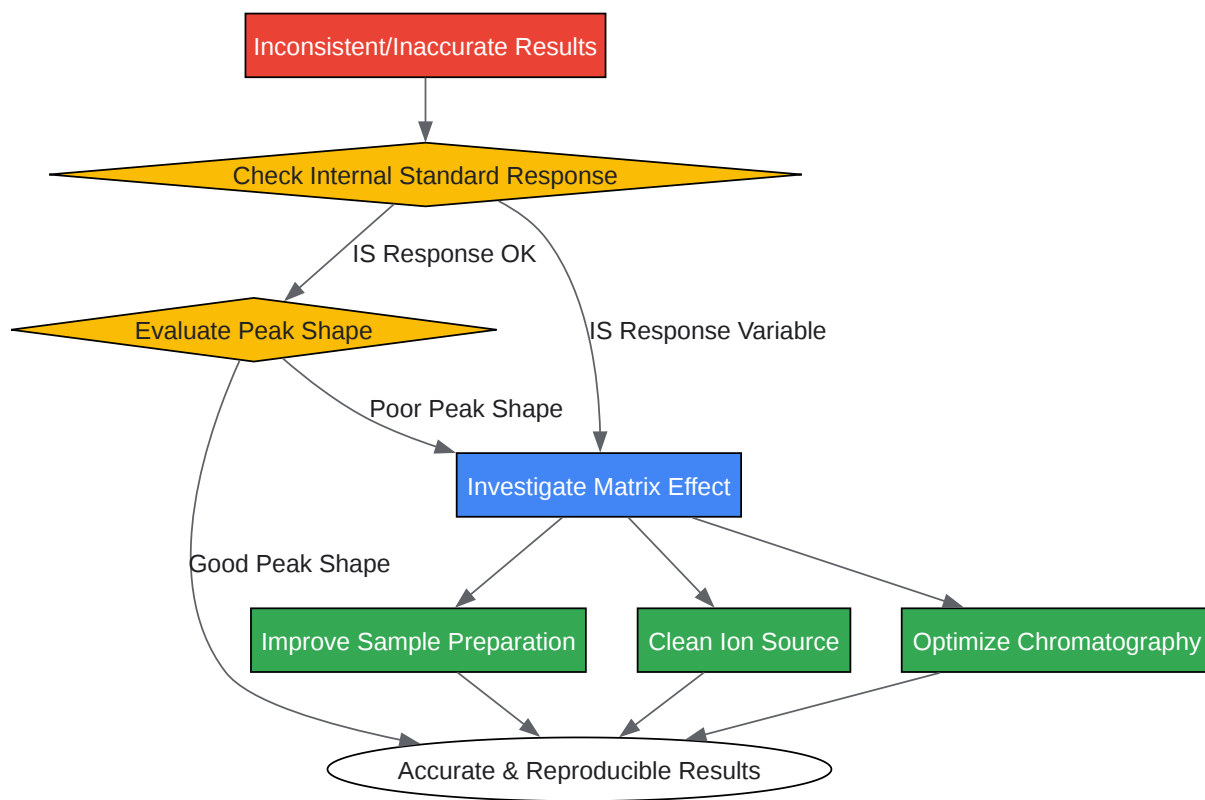 Inconsistent/Inaccurate Results
Check Internal Standard Response
IS Response OK
Evaluate Peak Shape
IS Response Variable
Poor Peak Shape
Investigate Matrix Effect
Good Peak Shape
Improve Sample Preparation
Clean Ion Source
Optimize Chromatography
Accurate & Reproducible Results